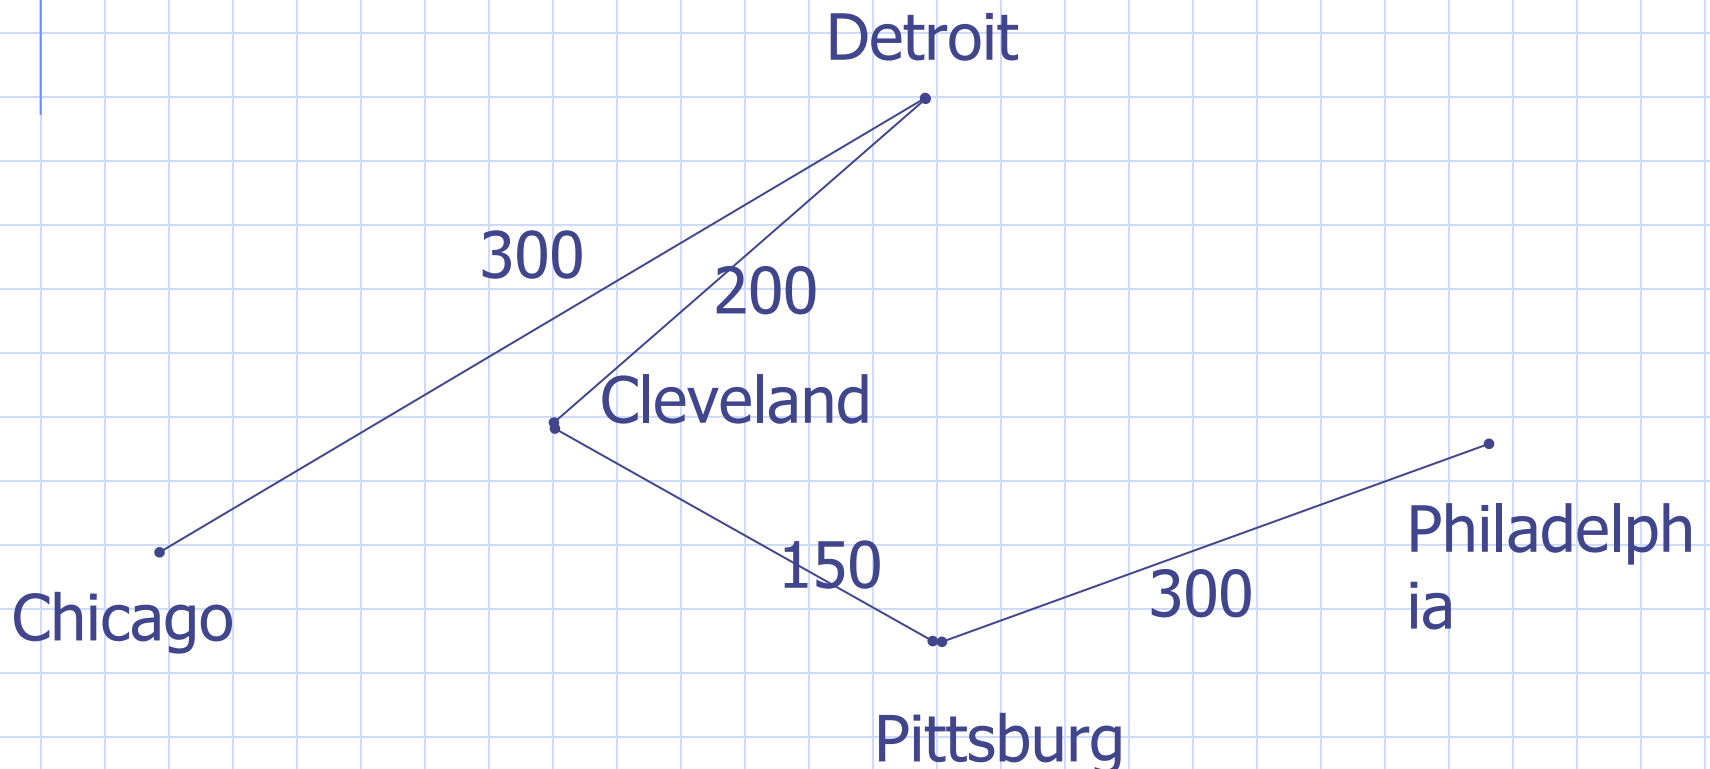 Detroit
300
200
Cleveland
Philadelph
ia
150
300
Chicago
Pittsburg